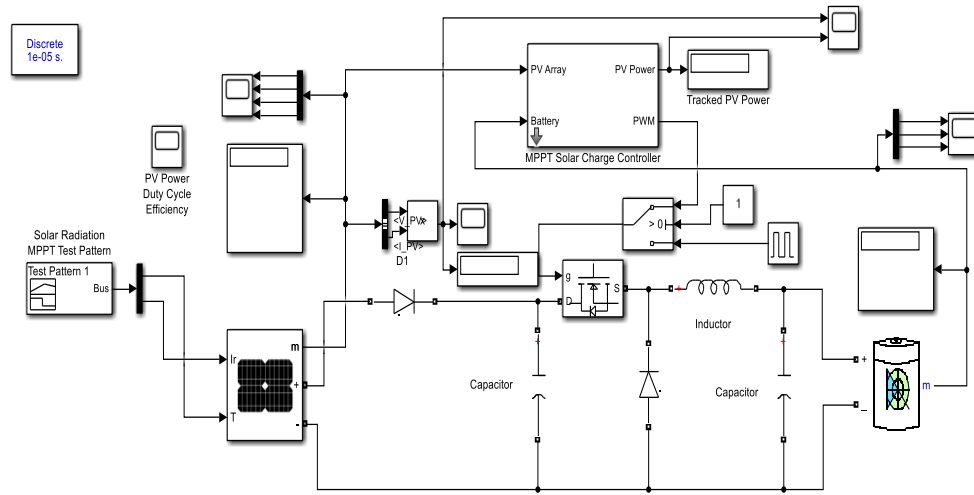 Discrete
1e-05 s.
PV Array
PV Power
Tracked PV Power
Battery
PWM
MPPT Solar Charge Controller
PV Power
Duty Cycle
Efficiency
<V_PV>
<I_PV>
D1
> 0
1
Solar Radiation
MPPT Test Pattern
Test Pattern 1
Bus
g
D
S
Inductor
Ir
m
+
T
-
Capacitor
Capacitor
+
m
_